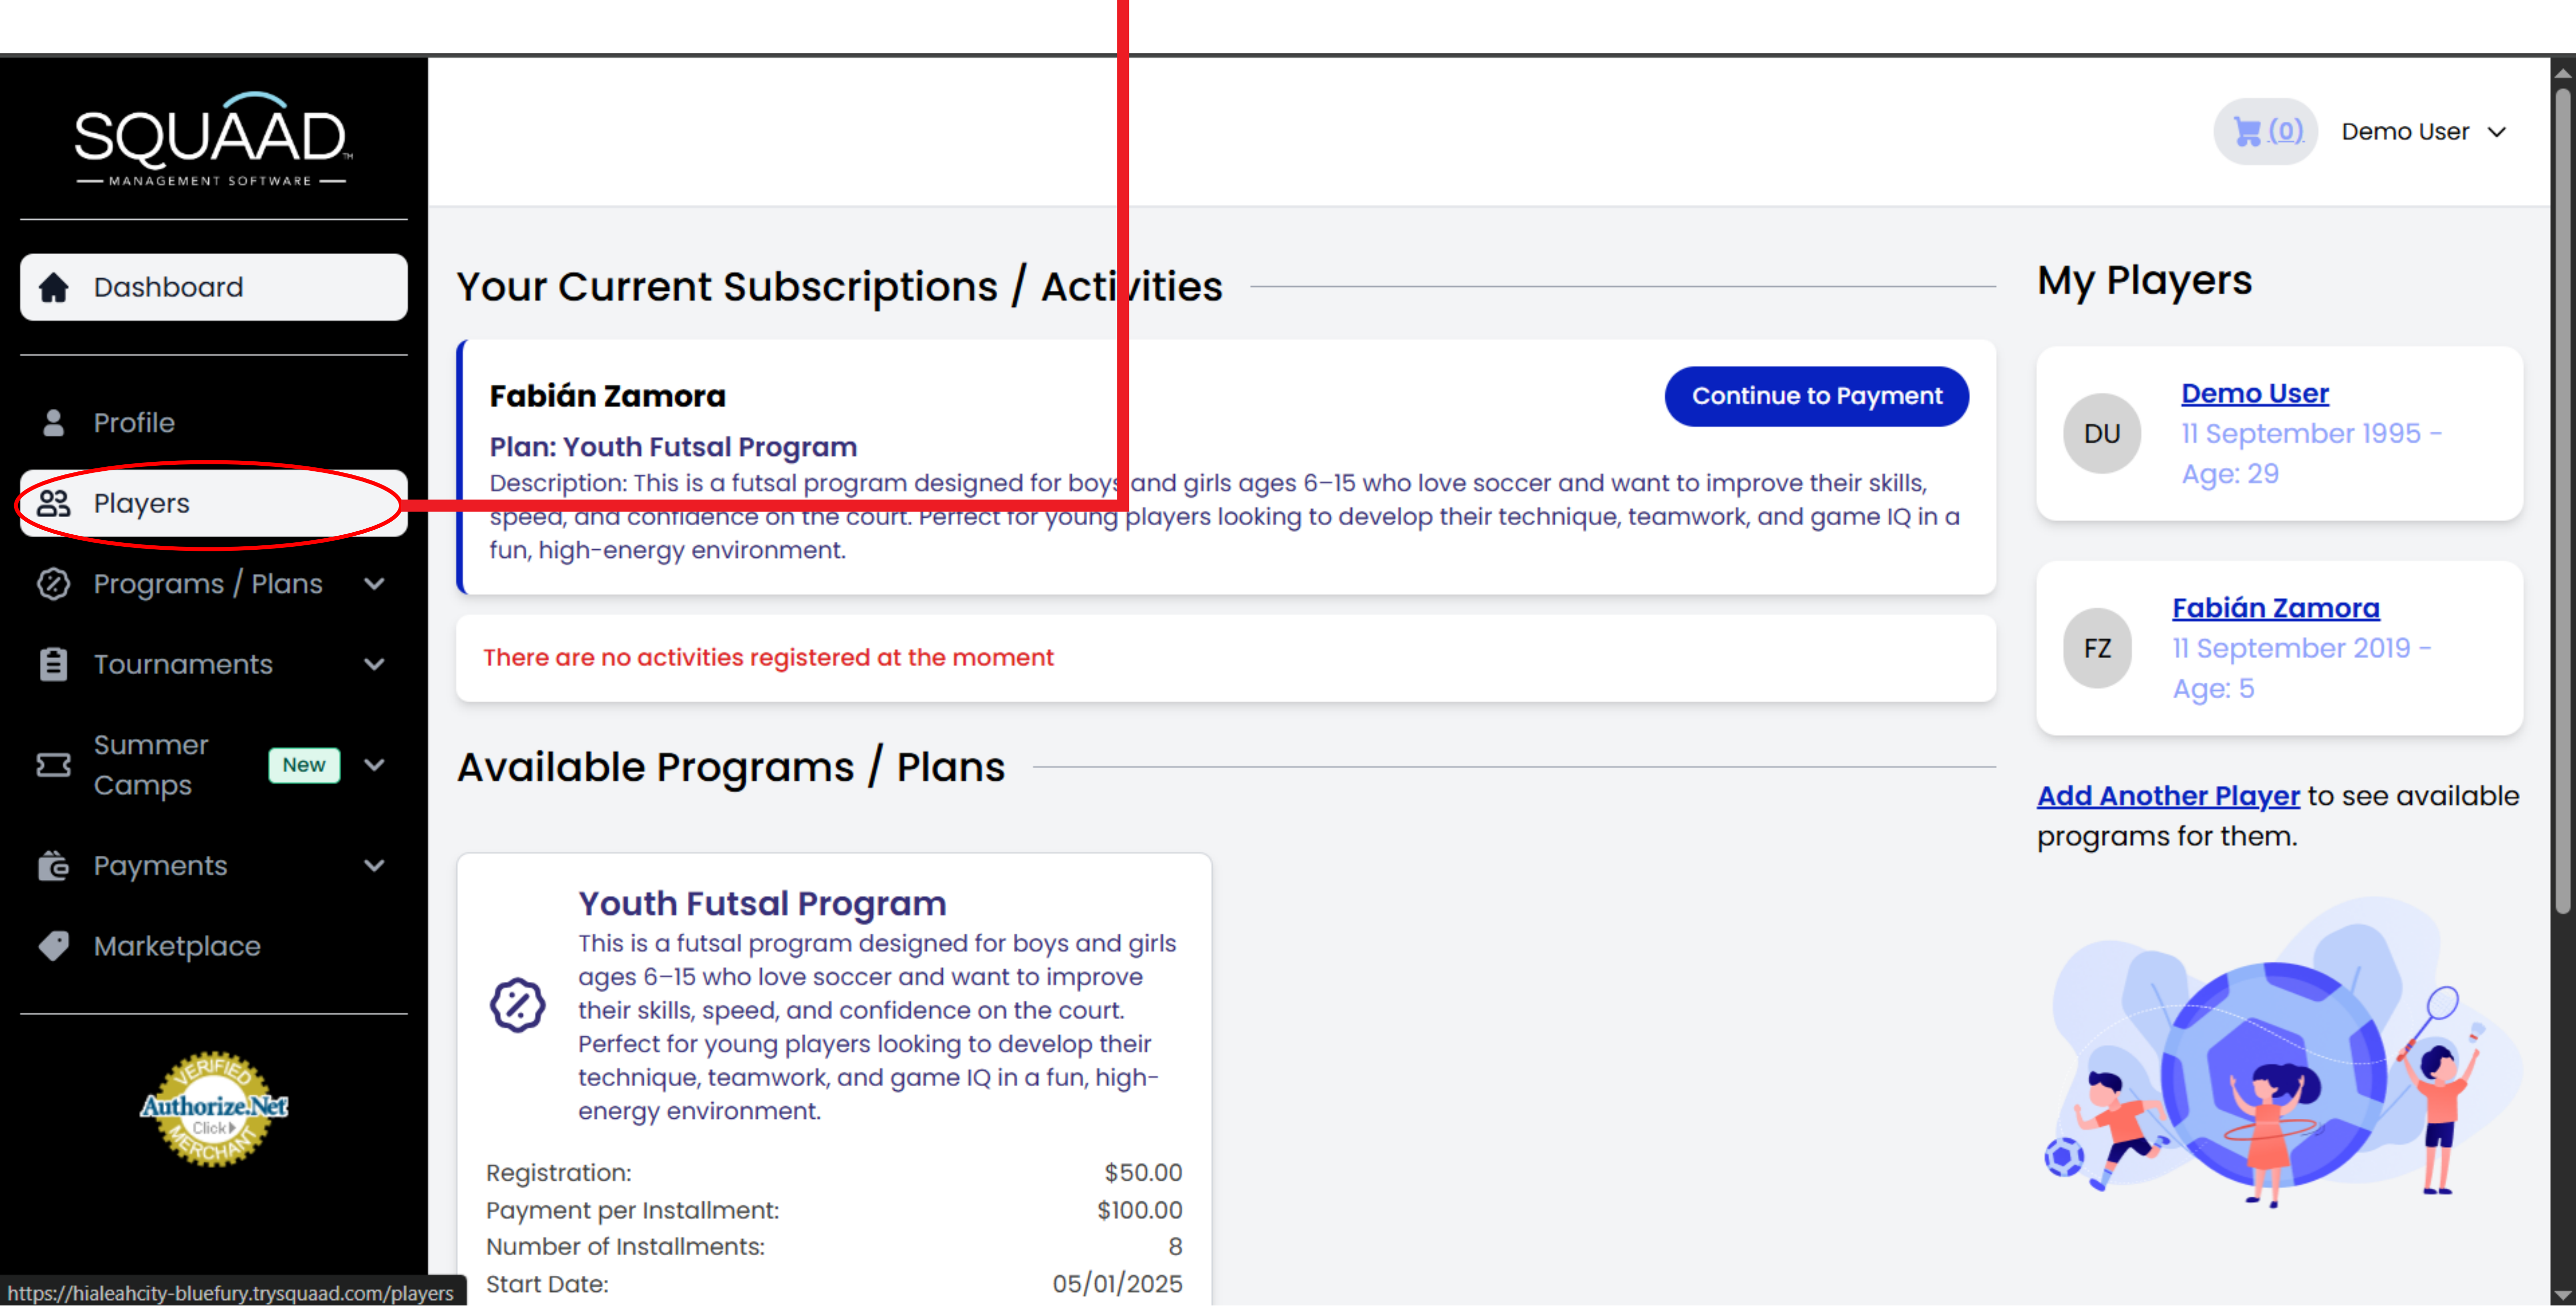 SQUAAD
TM
MANAGEMENT SOFTWARE
Dashboard
Profile
Players
Programs / Plans
Tournaments
Summer Camps
New
Payments
Marketplace
VERIFIED
Authorize.Net
Click
MERCHANT
https://hialeahcity-bluefury.trysquaad.com/players
(0)
Demo User
Your Current Subscriptions / Activities
Fabián Zamora
Continue to Payment
Plan: Youth Futsal Program
Description: This is a futsal program designed for boys and girls ages 6–15 who love soccer and want to improve their skills,
speed, and confidence on the court. Perfect for young players looking to develop their technique, teamwork, and game IQ in a
fun, high-energy environment.
There are no activities registered at the moment
Available Programs / Plans
Youth Futsal Program
This is a futsal program designed for boys and girls
ages 6–15 who love soccer and want to improve
their skills, speed, and confidence on the court.
Perfect for young players looking to develop their
technique, teamwork, and game IQ in a fun, high-
energy environment.
Registration: $50.00
Payment per Installment: $100.00
Number of Installments: 8
Start Date: 05/01/2025
My Players
DU
Demo User
11 September 1995 -
Age: 29
FZ
Fabián Zamora
11 September 2019 -
Age: 5
Add Another Player to see available
programs for them.